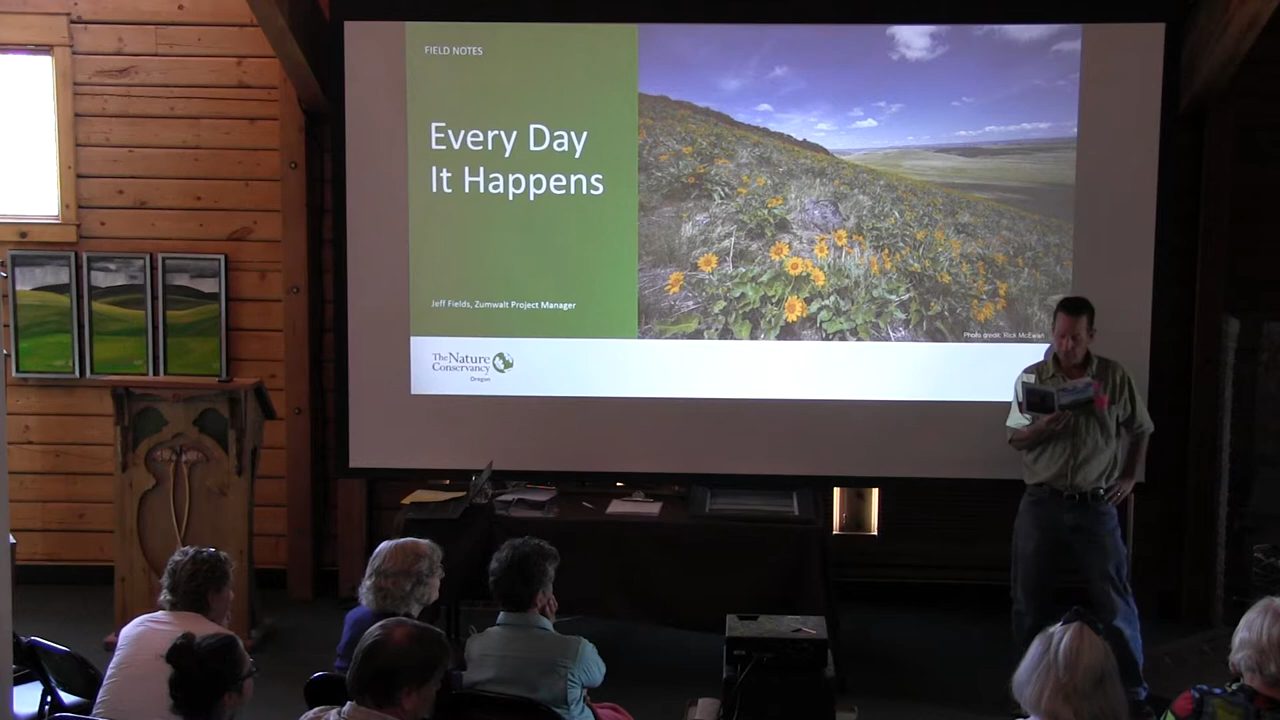 FIELD NOTES
Every Day
It Happens
Jeff Fields, Zumwalt Project Manager
Photo credit: Rick McEwan
The Nature
Conservancy
Oregon